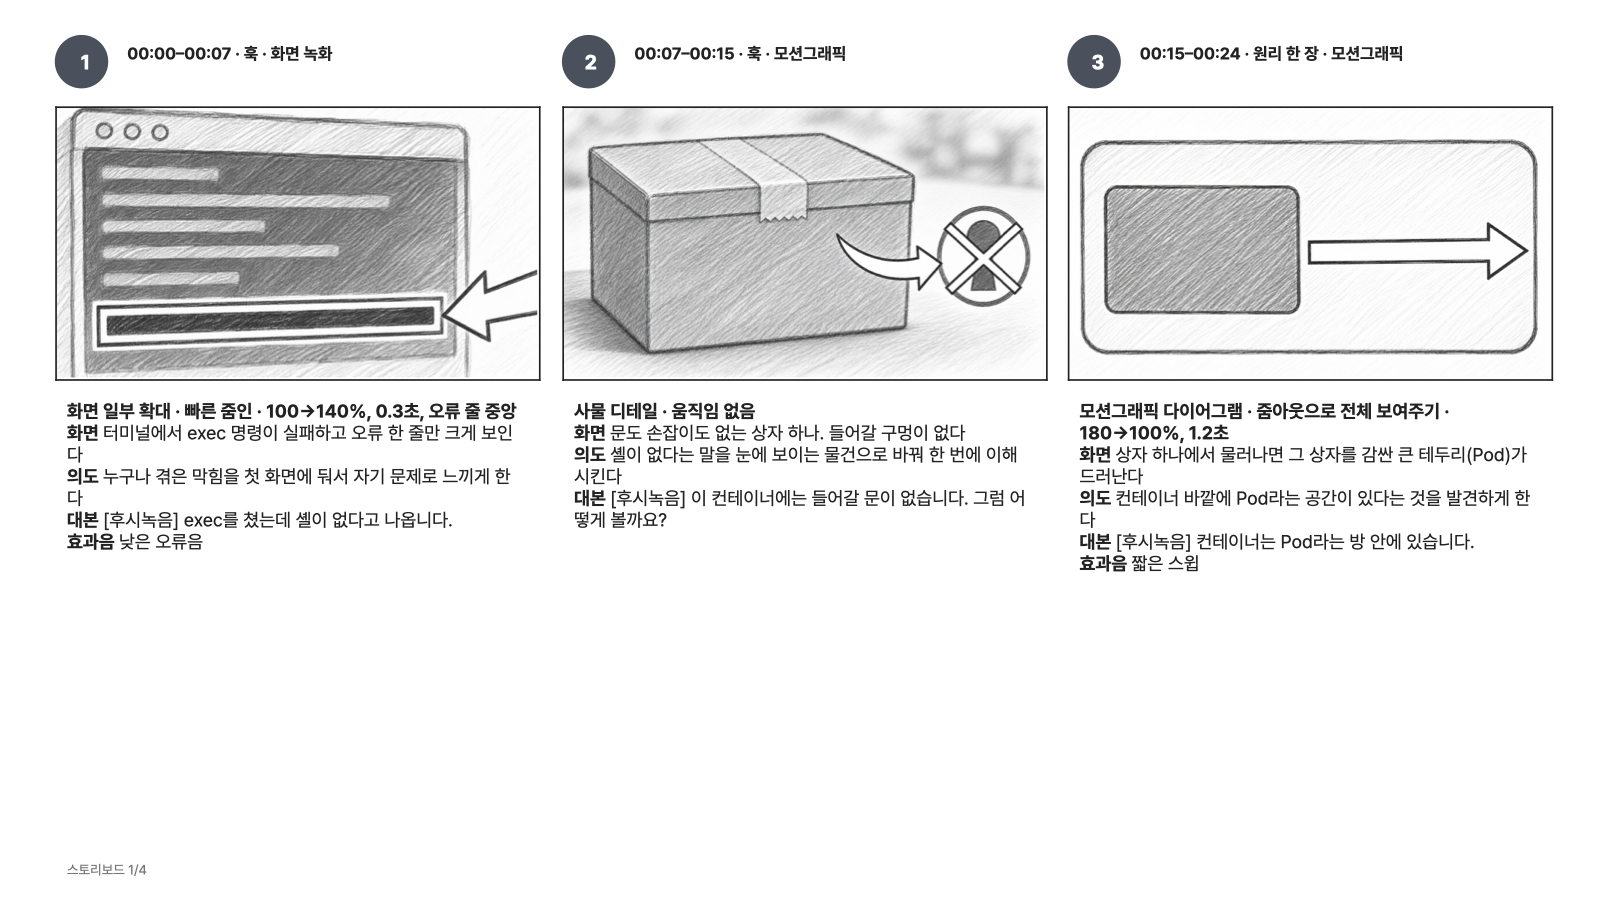 1
00:00–00:07 · 훅 · 화면 녹화
화면 일부 확대 · 빠른 줌인 · 100→140%, 0.3초, 오류 줄 중앙
화면 터미널에서 exec 명령이 실패하고 오류 한 줄만 크게 보인
다
의도 누구나 겪은 막힘을 첫 화면에 둬서 자기 문제로 느끼게 한
다
대본 [후시녹음] exec를 쳤는데 셸이 없다고 나옵니다.
효과음 낮은 오류음
2
00:07–00:15 · 훅 · 모션그래픽
사물 디테일 · 움직임 없음
화면 문도 손잡이도 없는 상자 하나. 들어갈 구멍이 없다
의도 셸이 없다는 말을 눈에 보이는 물건으로 바꿔 한 번에 이해
시킨다
대본 [후시녹음] 이 컨테이너에는 들어갈 문이 없습니다. 그럼 어
떻게 볼까요?
3
00:15–00:24 · 원리 한 장 · 모션그래픽
모션그래픽 다이어그램 · 줌아웃으로 전체 보여주기 ·
180→100%, 1.2초
화면 상자 하나에서 물러나면 그 상자를 감싼 큰 테두리(Pod)가
드러난다
의도 컨테이너 바깥에 Pod라는 공간이 있다는 것을 발견하게 한
다
대본 [후시녹음] 컨테이너는 Pod라는 방 안에 있습니다.
효과음 짧은 스윕
스토리보드 1/4